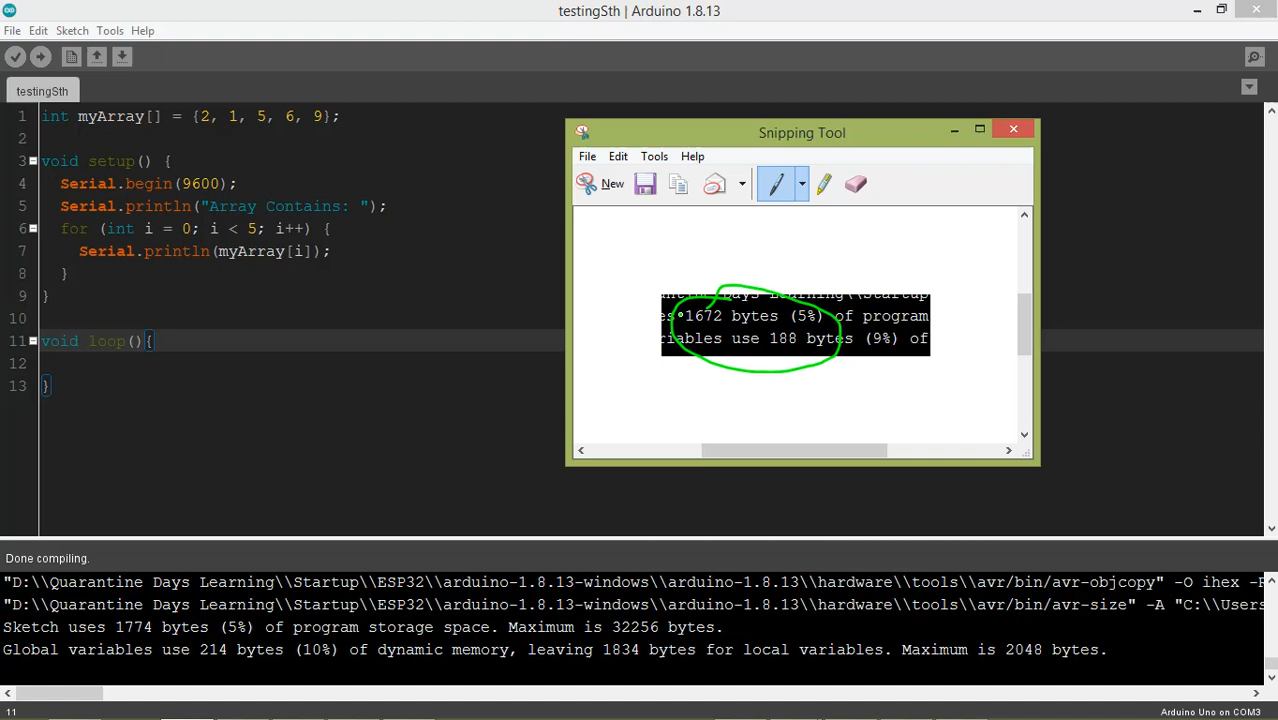 testingSth | Arduino 1.8.13
File Edit Sketch Tools Help
testingSth
1 int myArray[] = {2, 1, 5, 6, 9};
2
3 void setup() {
4 Serial.begin(9600);
5 Serial.println("Array Contains: ");
6 for (int i = 0; i < 5; i++) {
7 Serial.println(myArray[i]);
8 }
9 }
10
11 void loop(){
12
13 }
Snipping Tool
File Edit Tools Help
New
Days Learning\\Startup
es 1672 bytes (5%) of program
riables use 188 bytes (9%) of
Done compiling.
"D:\\Quarantine Days Learning\\Startup\\ESP32\\arduino-1.8.13-windows\\arduino-1.8.13\\hardware\\tools\\avr/bin/avr-objcopy" -O ihex -R
"D:\\Quarantine Days Learning\\Startup\\ESP32\\arduino-1.8.13-windows\\arduino-1.8.13\\hardware\\tools\\avr/bin/avr-size" -A "C:\\Users
Sketch uses 1774 bytes (5%) of program storage space. Maximum is 32256 bytes.
Global variables use 214 bytes (10%) of dynamic memory, leaving 1834 bytes for local variables. Maximum is 2048 bytes.
11
Arduino Uno on COM3